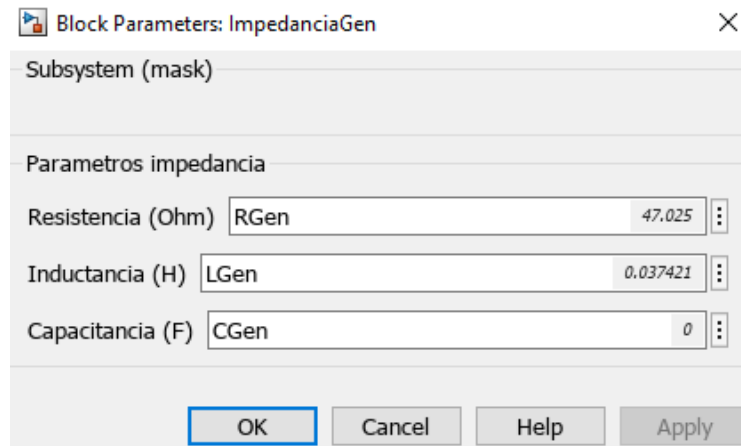 Block Parameters: ImpedanciaGen
Subsystem (mask)
Parametros impedancia
Resistencia (Ohm) RGen 47.025
Inductancia (H) LGen 0.037421
Capacitancia (F) CGen 0
OK Cancel Help Apply